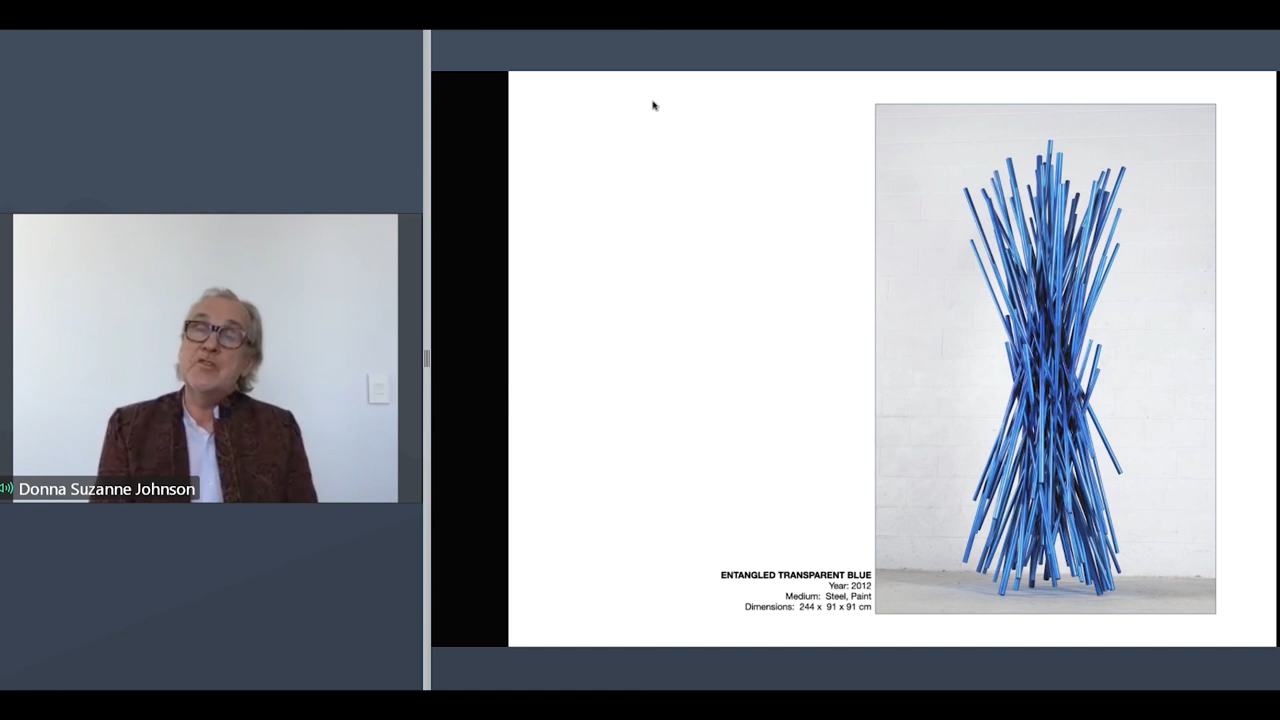 Donna Suzanne Johnson
ENTANGLED TRANSPARENT BLUE
Year: 2012
Medium: Steel, Paint
Dimensions: 244 x 91 x 91 cm